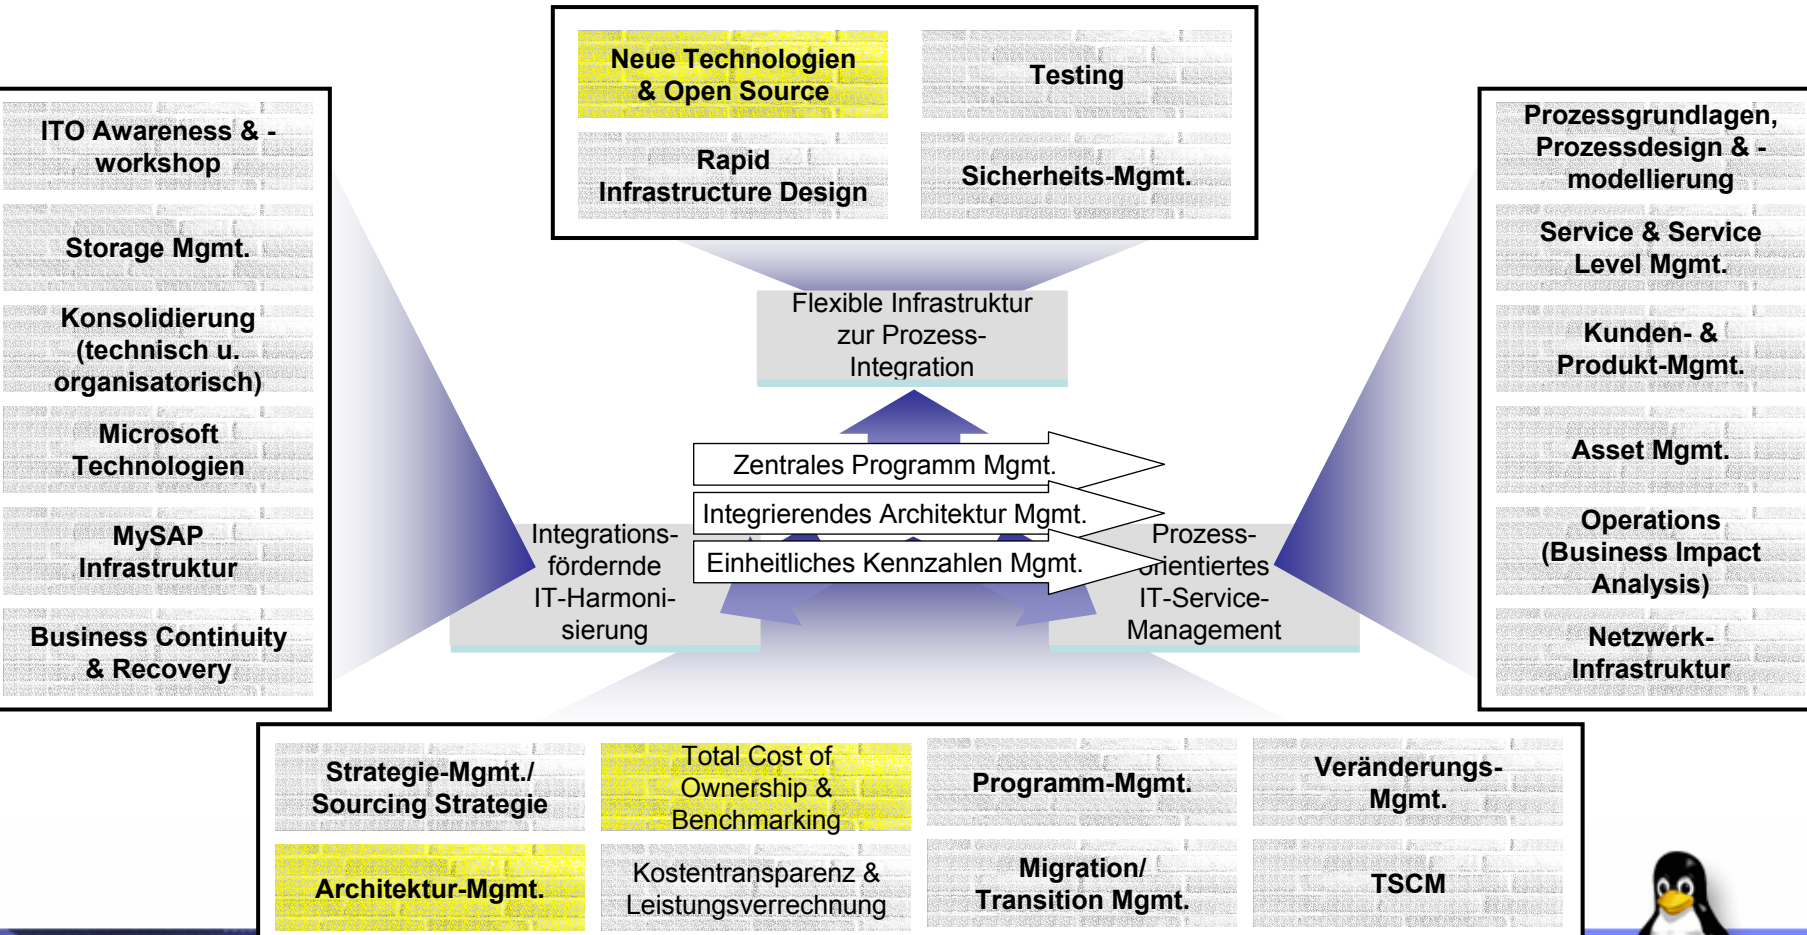 Neue Technologien
& Open Source
Testing
Rapid
Infrastructure Design
Sicherheits-Mgmt.
ITO Awareness & -
workshop
Storage Mgmt.
Konsolidierung
(technisch u.
organisatorisch)
Microsoft
Technologien
MySAP
Infrastruktur
Business Continuity
& Recovery
Flexible Infrastruktur
zur Prozess-
Integration
Zentrales Programm Mgmt.
Integrierendes Architektur Mgmt.
Einheitliches Kennzahlen Mgmt.
Integrations-
fördernde
IT-Harmoni-
sierung
Prozess-
orientiertes
IT-Service-
Management
Prozessgrundlagen,
Prozessdesign & -
modellierung
Service & Service
Level Mgmt.
Kunden- &
Produkt-Mgmt.
Asset Mgmt.
Operations
(Business Impact
Analysis)
Netzwerk-
Infrastruktur
Strategie-Mgmt./
Sourcing Strategie
Total Cost of
Ownership &
Benchmarking
Programm-Mgmt.
Veränderungs-
Mgmt.
Architektur-Mgmt.
Kostentransparenz &
Leistungsverrechnung
Migration/
Transition Mgmt.
TSCM